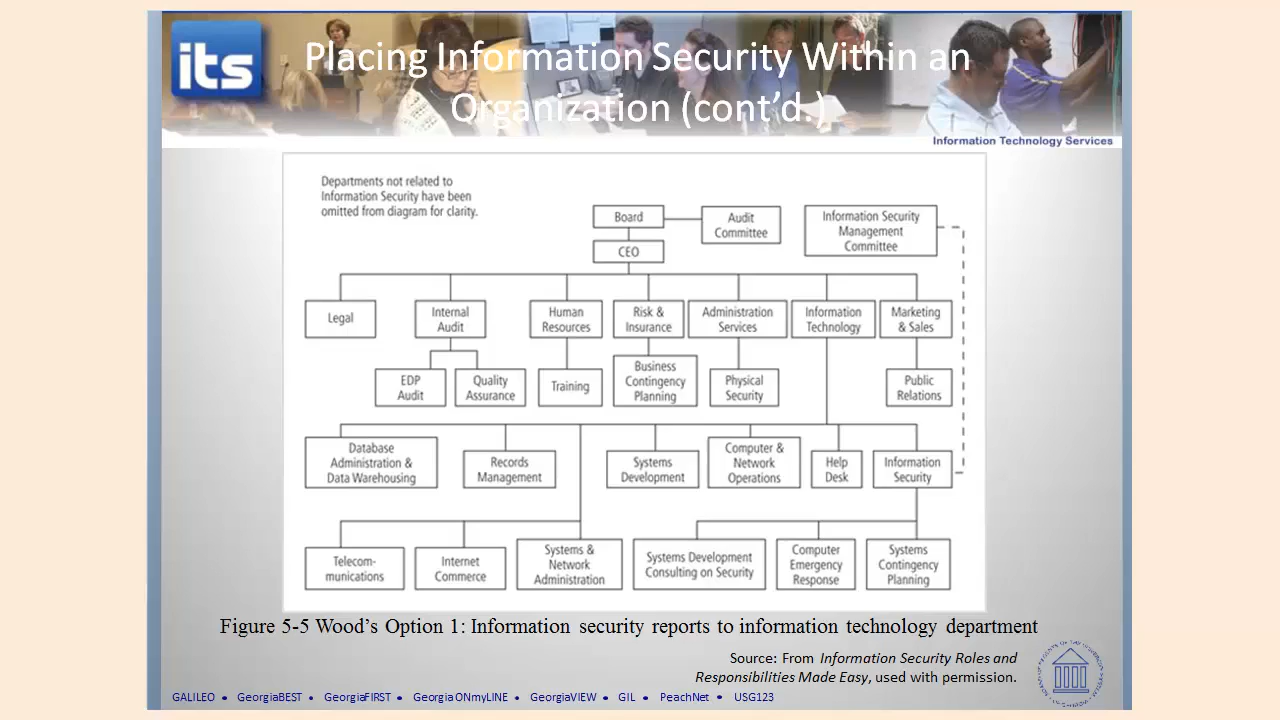 its
Placing Information Security Within an
Organization (cont'd.)
Information Technology Services
Departments not related to
Information Security have been
omitted from diagram for clarity.
Board
Audit
Committee
Information Security
Management
Committee
CEO
Legal
Internal
Audit
Human
Resources
Risk &
Insurance
Administration
Services
Information
Technology
Marketing
& Sales
EDP
Audit
Quality
Assurance
Training
Business
Contingency
Planning
Physical
Security
Public
Relations
Database
Administration &
Data Warehousing
Records
Management
Systems
Development
Computer &
Network
Operations
Help
Desk
Information
Security
Telecom-
munications
Internet
Commerce
Systems &
Network
Administration
Systems Development
Consulting on Security
Computer
Emergency
Response
Systems
Contingency
Planning
Figure 5-5 Wood's Option 1: Information security reports to information technology department
Source: From Information Security Roles and
Responsibilities Made Easy, used with permission.
GALILEO • GeorgiaBEST • GeorgiaFIRST • Georgia ONmyLINE • GeorgiaVIEW • GIL • PeachNet • USG123